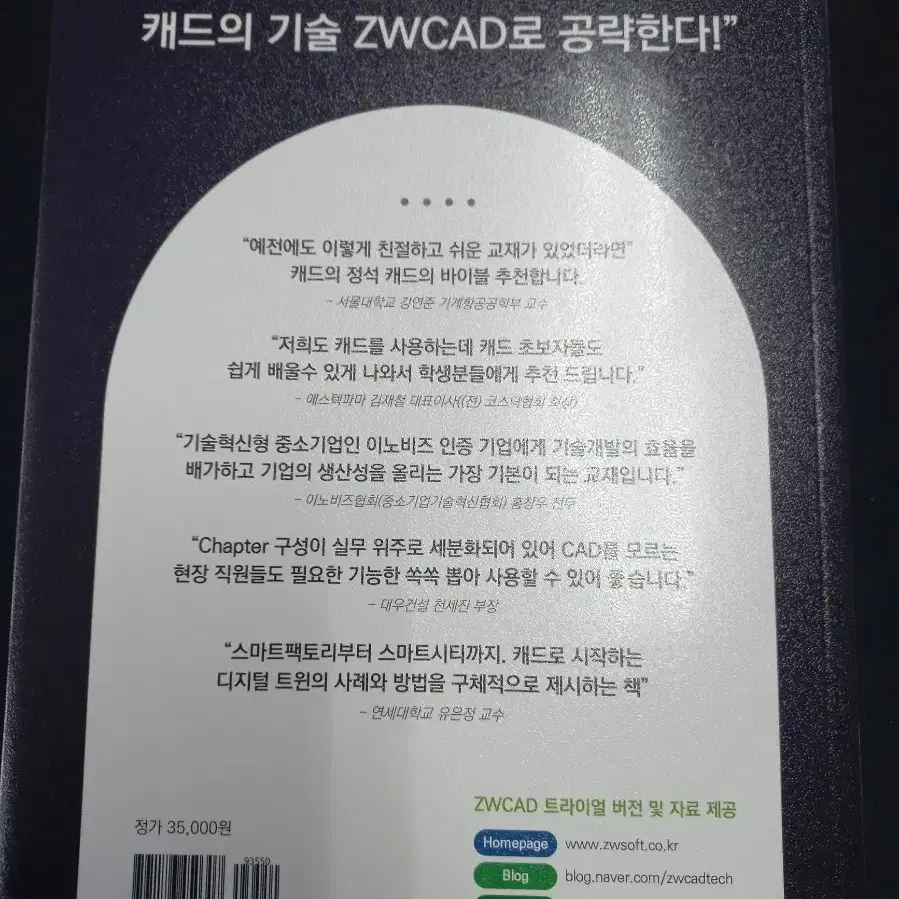 캐드의 기술 ZWCAD로 공략한다!”
“예전에도 이렇게 친절하고 쉬운 교재가 있었더라면”
캐드의 정석 캐드의 바이블 추천합니다.
- 서울대학교 강연준 기계항공공학부 교수
“저희도 캐드를 사용하는데 캐드 초보자들도
쉽게 배울수 있게 나와서 학생분들에게 추천 드립니다.”
- 에스텍파마 김재철 대표이사((전) 코스닥협회 회장)
“기술혁신형 중소기업인 이노비즈 인증 기업에게 기술개발의 효율을
배가하고 기업의 생산성을 올리는 가장 기본이 되는 교재입니다.”
- 이노비즈협회(중소기업기술혁신협회) 홍창우 전무
“Chapter 구성이 실무 위주로 세분화되어 있어 CAD를 모르는
현장 직원들도 필요한 기능한 쏙쏙 뽑아 사용할 수 있어 좋습니다.”
- 대우건설 천세진 부장
“스마트팩토리부터 스마트시티까지. 캐드로 시작하는
디지털 트윈의 사례와 방법을 구체적으로 제시하는 책”
- 연세대학교 유은정 교수
ZWCAD 트라이얼 버전 및 자료 제공
정가 35,000원
Homepage www.zwsoft.co.kr
93550
Blog blog.naver.com/zwcadtech